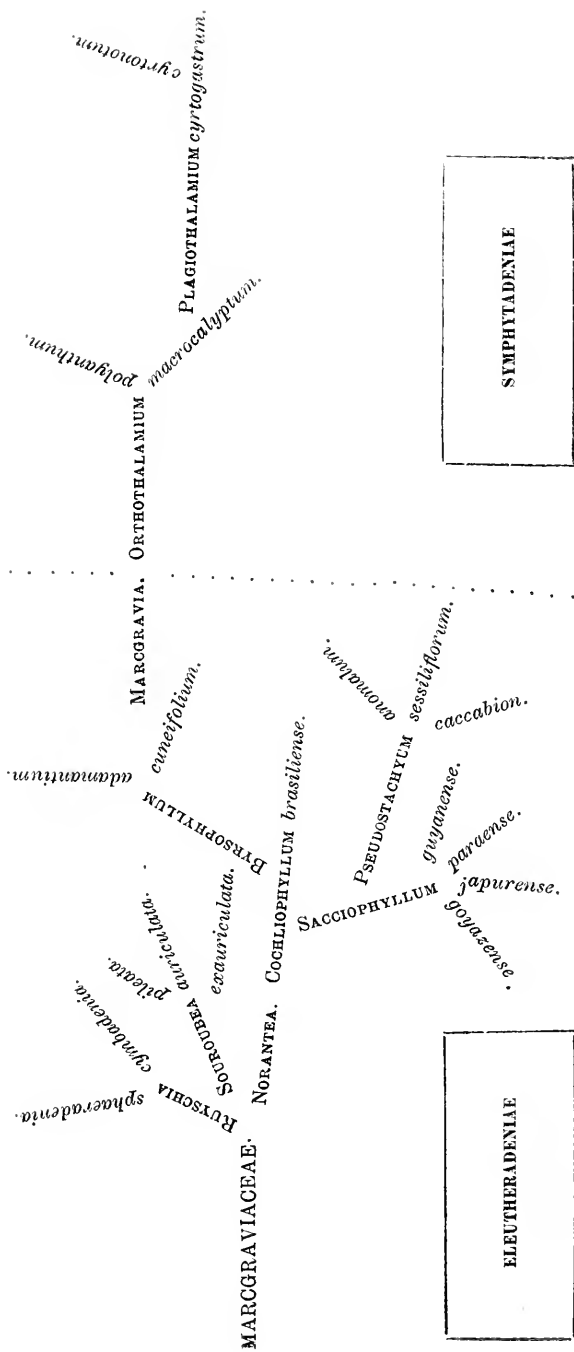 MARCGRAVIACEAE.
RUYSCHIA
sphaeradenia.
cymbadenia.
SOUROUBEA
pileata.
auriculata.
exauriculata.
NORANTEA.
COCHLIOPHYLLUM brasiliense.
BYRSOPHYLLUM
adamantium.
cuneifolium.
SACCIOPHYLLUM
goyazense.
japurense.
paraense.
guyanense.
PSEUDOSTACHYUM
anomalum.
sessiliflorum.
caccabion.
MARCGRAVIA.
ORTHOTHALAMIUM
polyanthum.
macrocalyptum.
PLAGIOTHALAMIUM cyrtogastrum.
cyrtonotum.
ELEUTHERADENIAE
SYMPHYTADENIAE